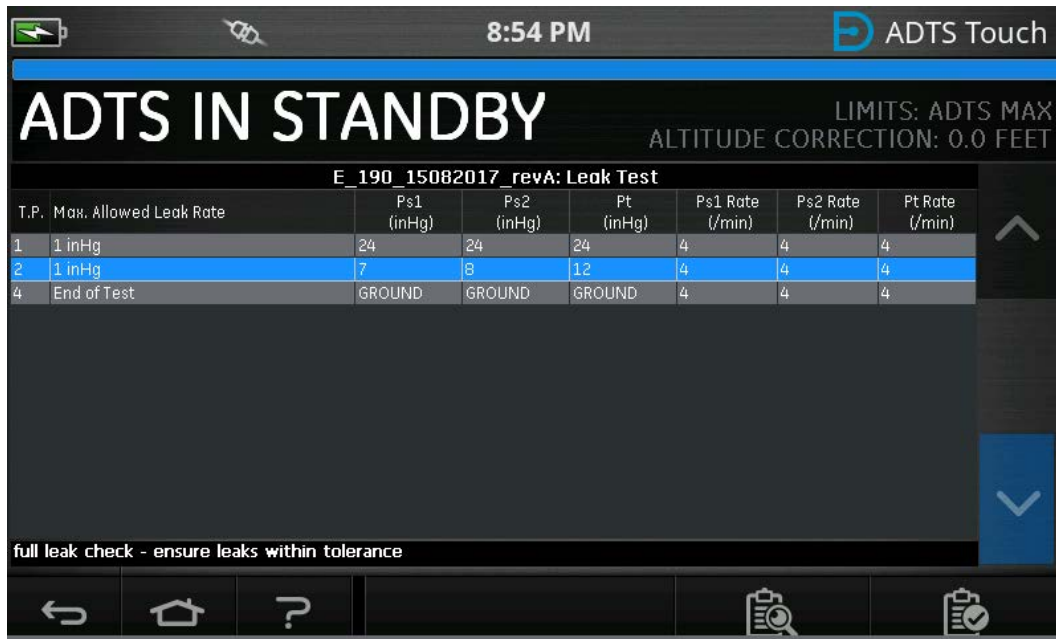 8:54 PM
ADTS Touch
ADTS IN STANDBY
LIMITS: ADTS MAX
ALTITUDE CORRECTION: 0.0 FEET
E_190_15082017_revA: Leak Test
T.P. Max. Allowed Leak Rate Ps1 (inHg) Ps2 (inHg) Pt (inHg) Ps1 Rate (/min) Ps2 Rate (/min) Pt Rate (/min)
1 1 inHg 24 24 24 4 4 4
2 1 inHg 7 8 12 4 4 4
4 End of Test GROUND GROUND GROUND 4 4 4
full leak check - ensure leaks within tolerance